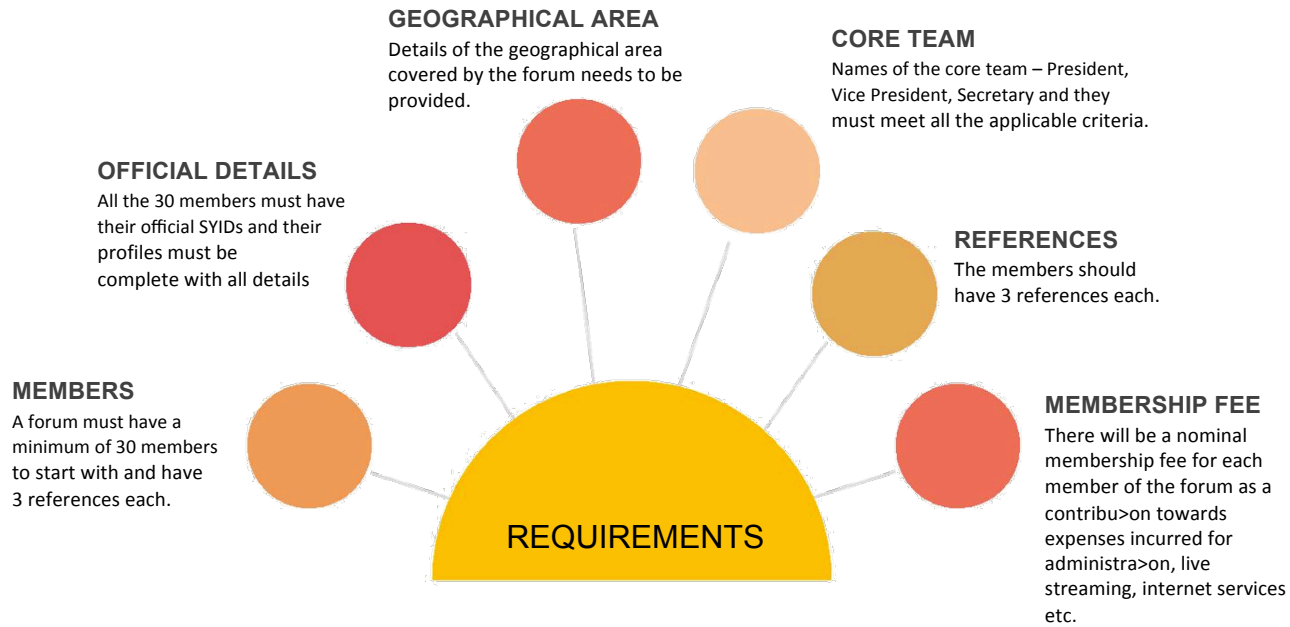 GEOGRAPHICAL AREA
Details of the geographical area
covered by the forum needs to be
provided.
CORE TEAM
Names of the core team – President,
Vice President, Secretary and they
must meet all the applicable criteria.
OFFICIAL DETAILS
All the 30 members must have
their official SYIDs and their
profiles must be
complete with all details
REFERENCES
The members should
have 3 references each.
MEMBERS
A forum must have a
minimum of 30 members
to start with and have
3 references each.
MEMBERSHIP FEE
There will be a nominal
membership fee for each
member of the forum as a
contribu>on towards
expenses incurred for
administra>on, live
streaming, internet services
etc.
REQUIREMENTS